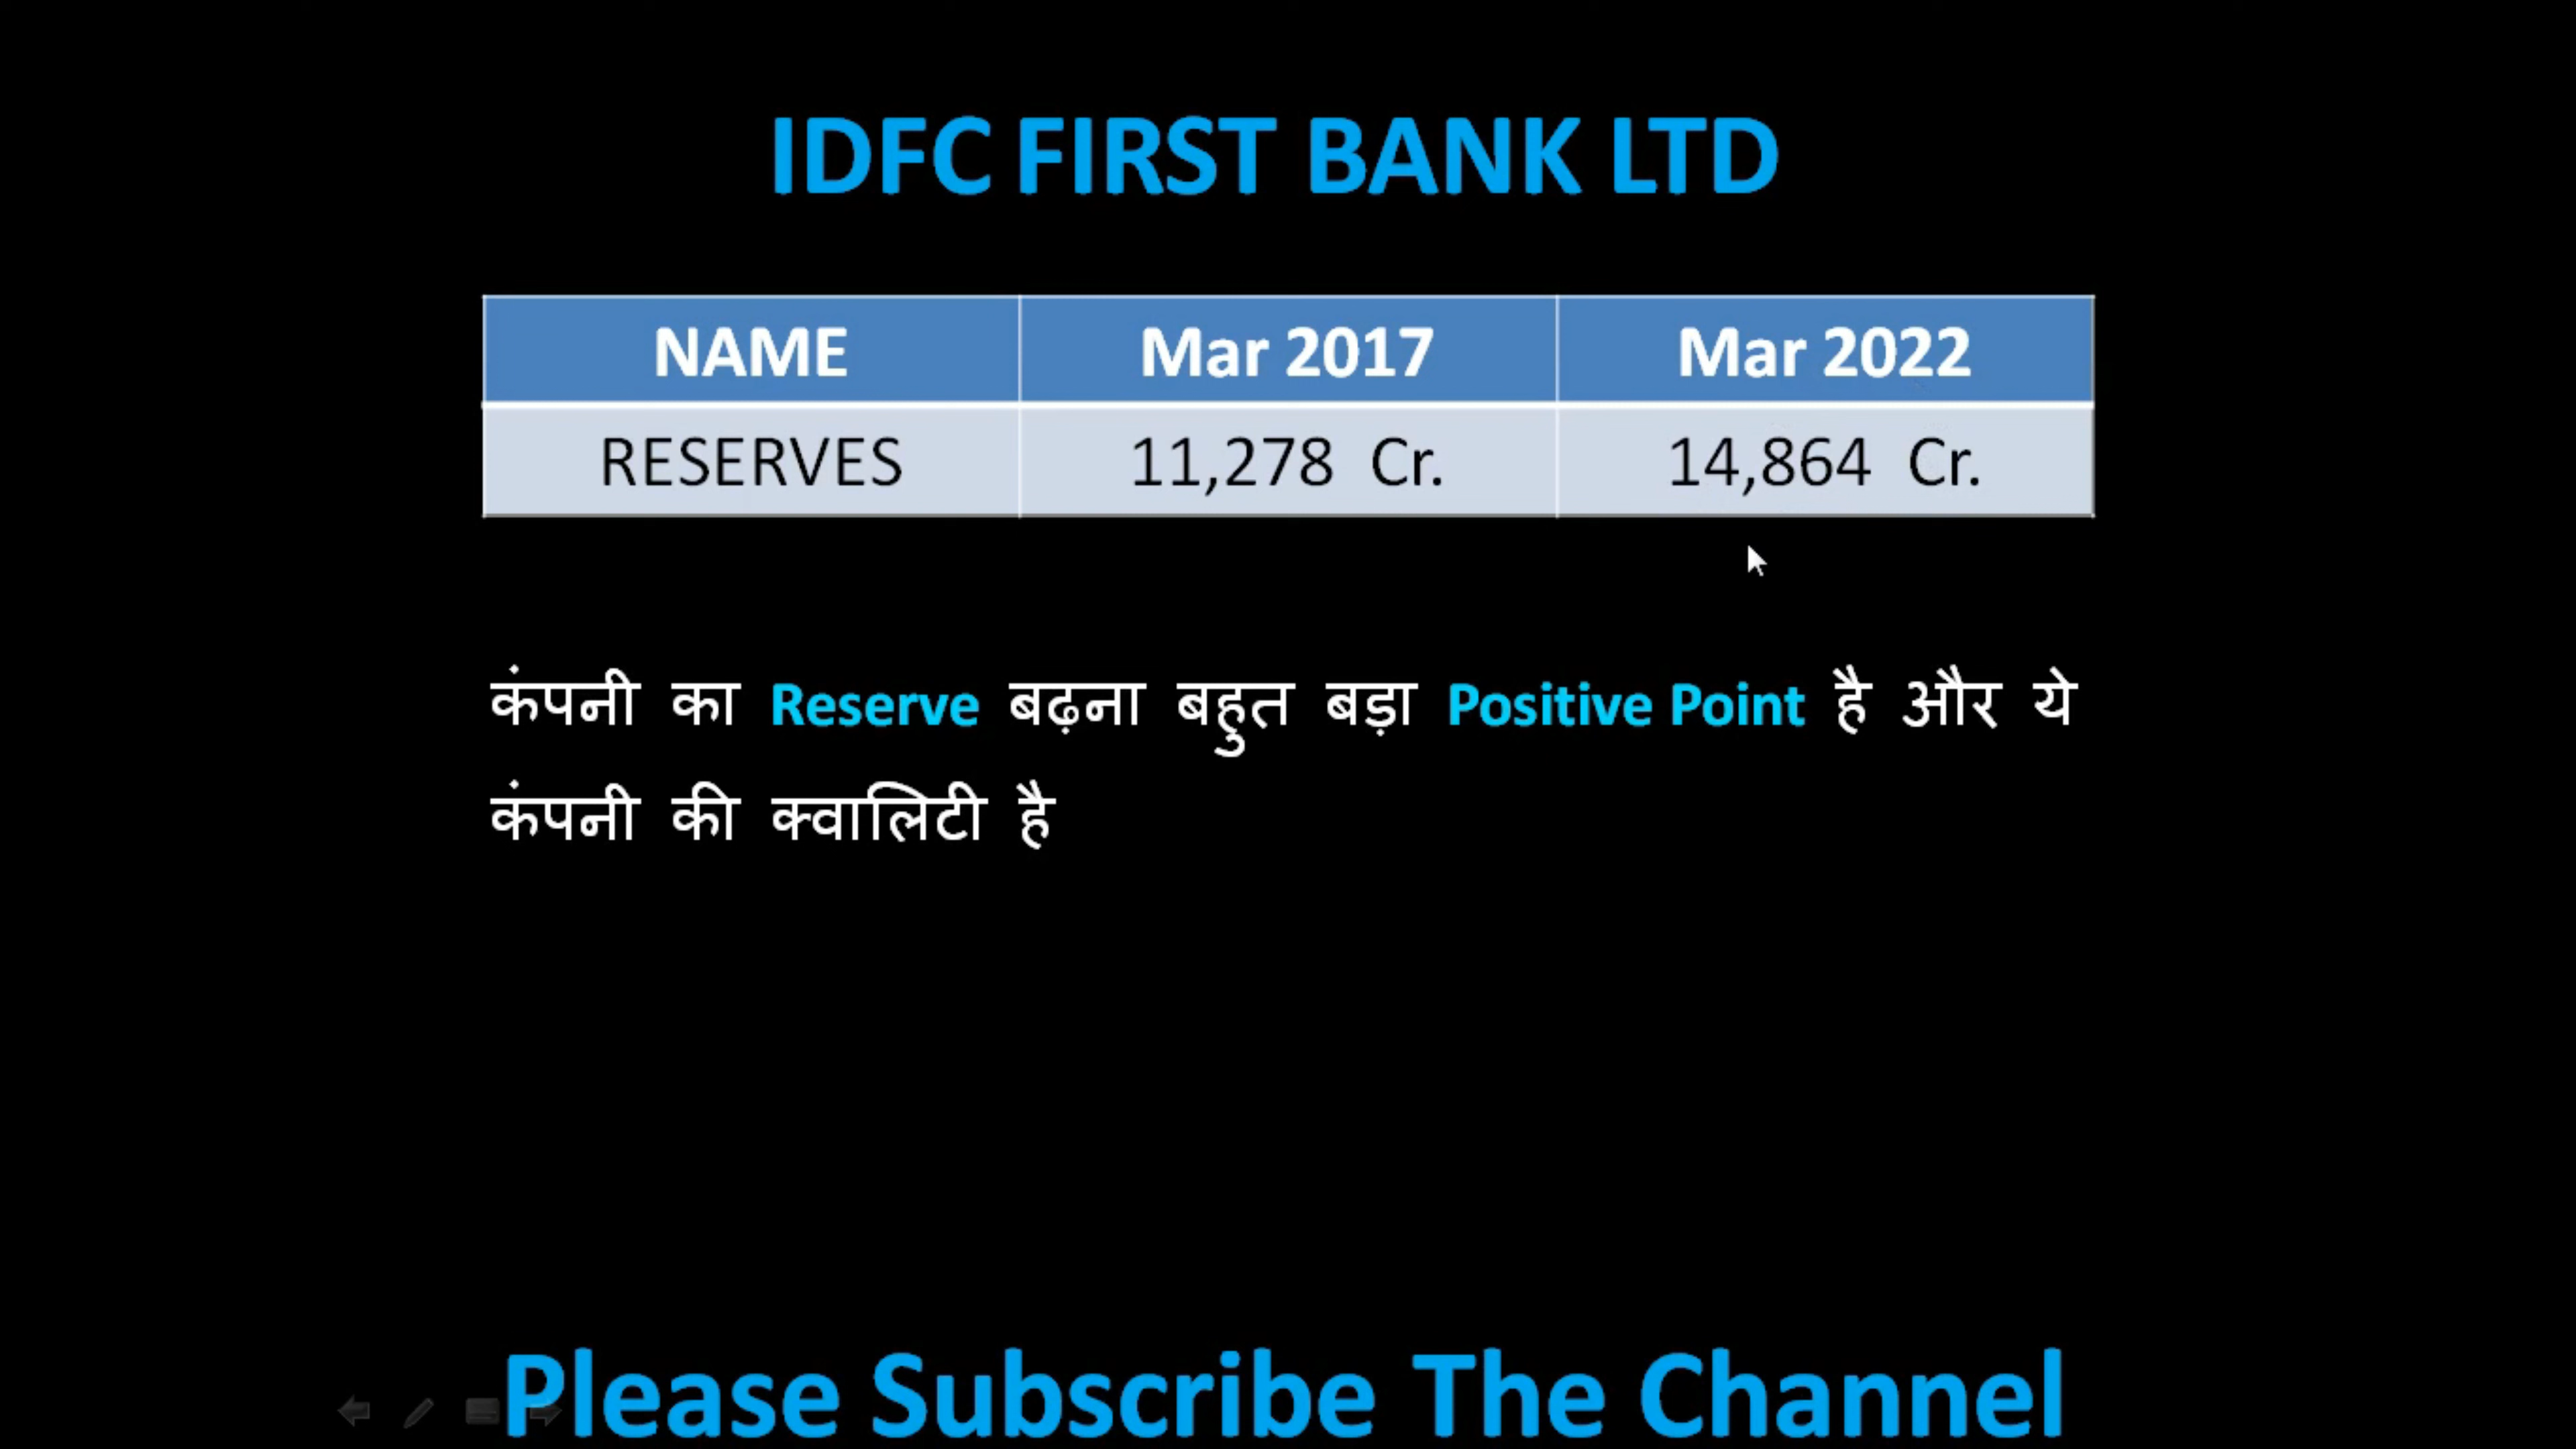 IDFC FIRST BANK LTD
NAME Mar 2017 Mar 2022
RESERVES 11,278 Cr. 14,864 Cr.
कंपनी का Reserve बढ़ना बहुत बड़ा Positive Point है और ये
कंपनी की क्वालिटी है
Please Subscribe The Channel